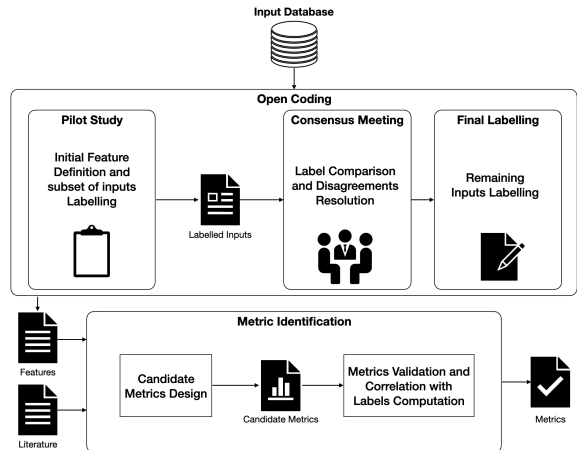 Input Database
Open Coding
Pilot Study
Initial Feature
Definition and
subset of inputs
Labelling
Labelled Inputs
Consensus Meeting
Label Comparison
and Disagreements
Resolution
Final Labelling
Remaining
Inputs Labelling
Features
Literature
Metric Identification
Candidate
Metrics Design
Candidate Metrics
Metrics Validation and
Correlation with
Labels Computation
Metrics